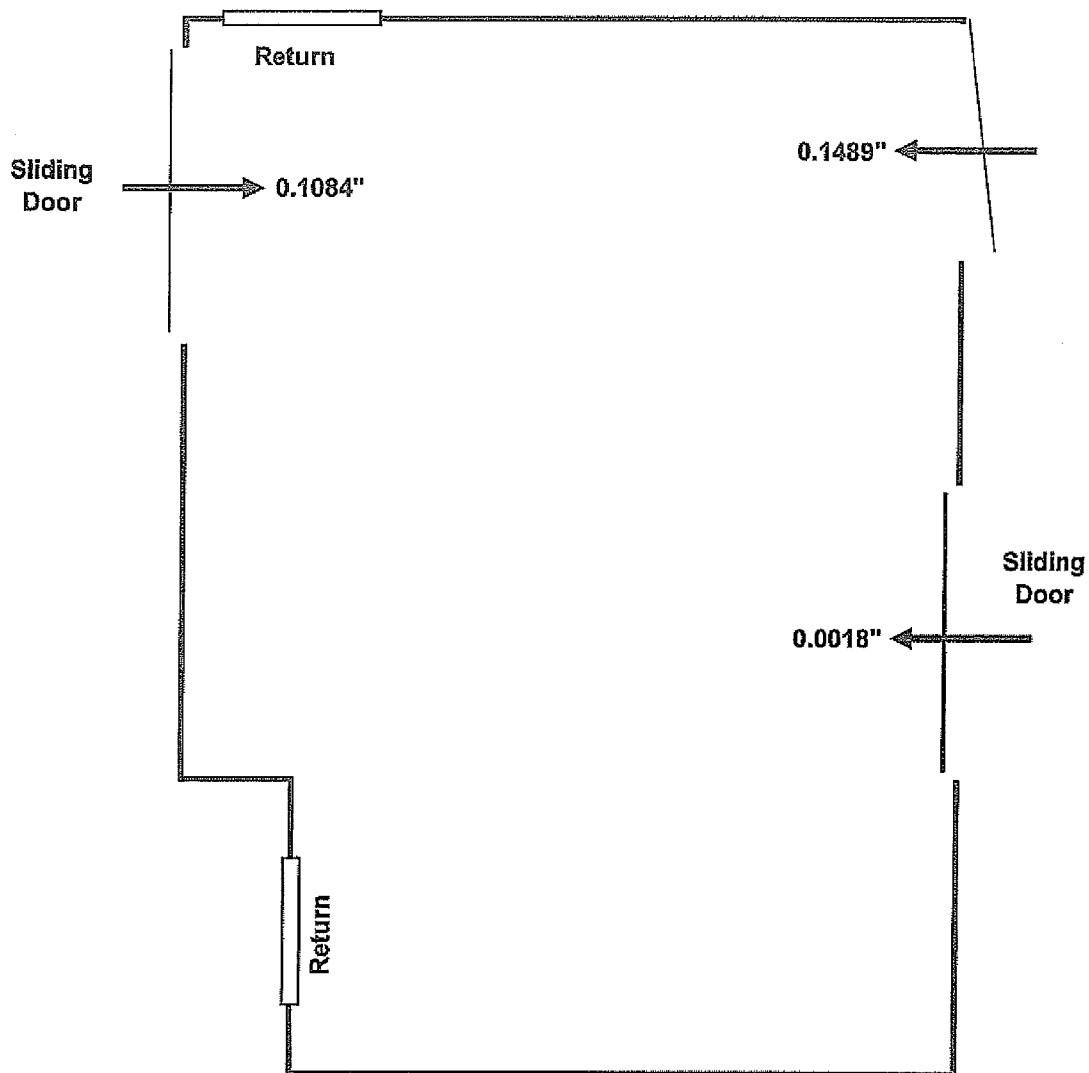 Return
0.1489"
Sliding
Door
0.1084"
Sliding
Door
0.0018"
Return